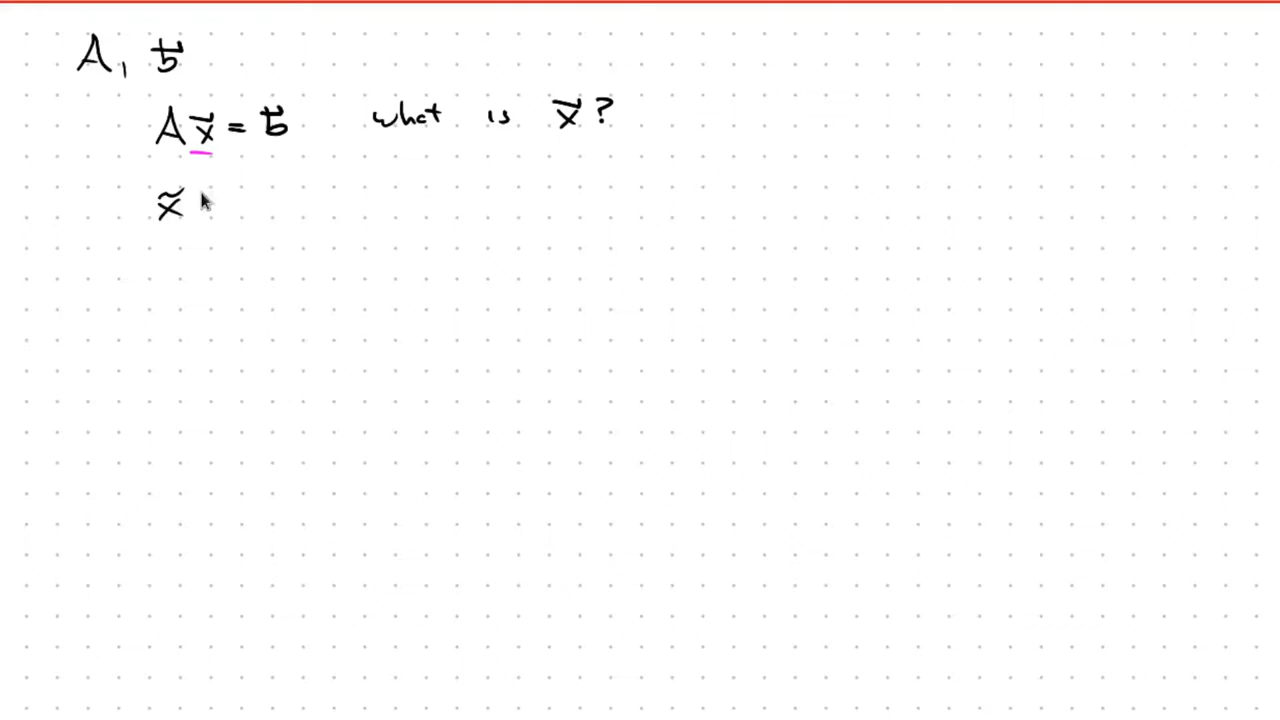 A, b⃗
Ax⃗ = b⃗ what is x⃗?
x̃